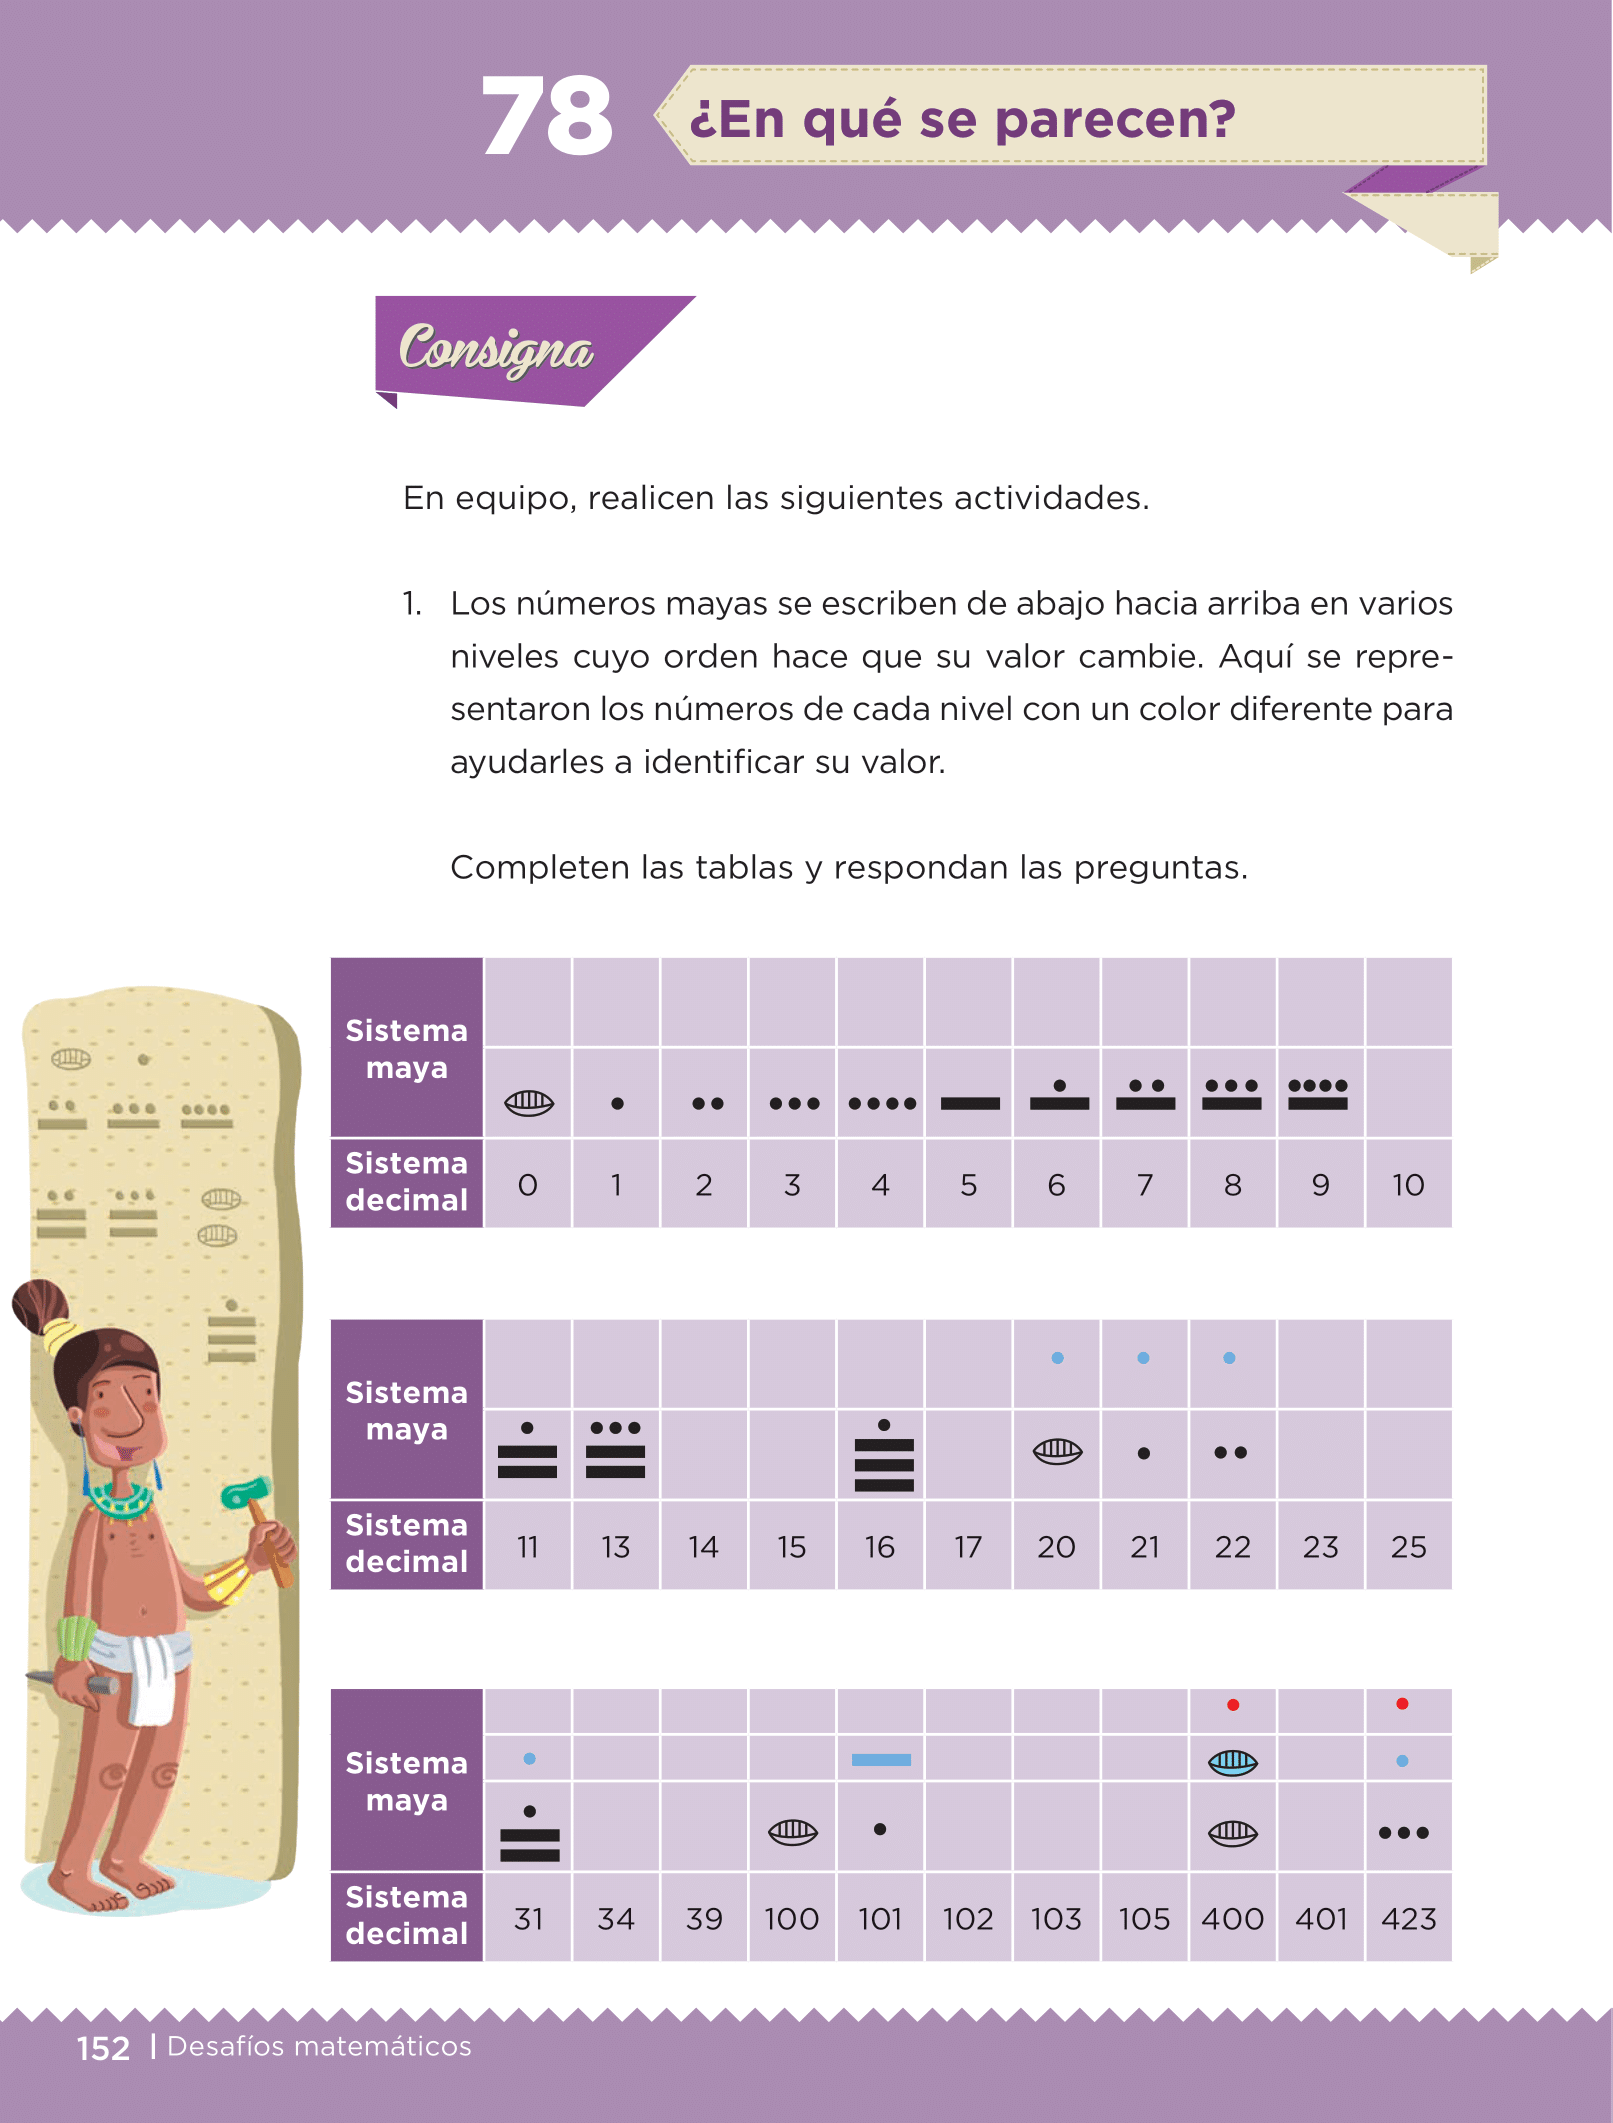 78
¿En qué se parecen?
Consigna
En equipo, realicen las siguientes actividades.
1. Los números mayas se escriben de abajo hacia arriba en varios
niveles cuyo orden hace que su valor cambie. Aquí se repre-
sentaron los números de cada nivel con un color diferente para
ayudarles a identificar su valor.
Completen las tablas y respondan las preguntas.
Sistema
maya
Sistema
decimal
0 1 2 3 4 5 6 7 8 9 10
Sistema
maya
Sistema
decimal
11 13 14 15 16 17 20 21 22 23 25
Sistema
maya
Sistema
decimal
31 34 39 100 101 102 103 105 400 401 423
152 | Desafíos matemáticos